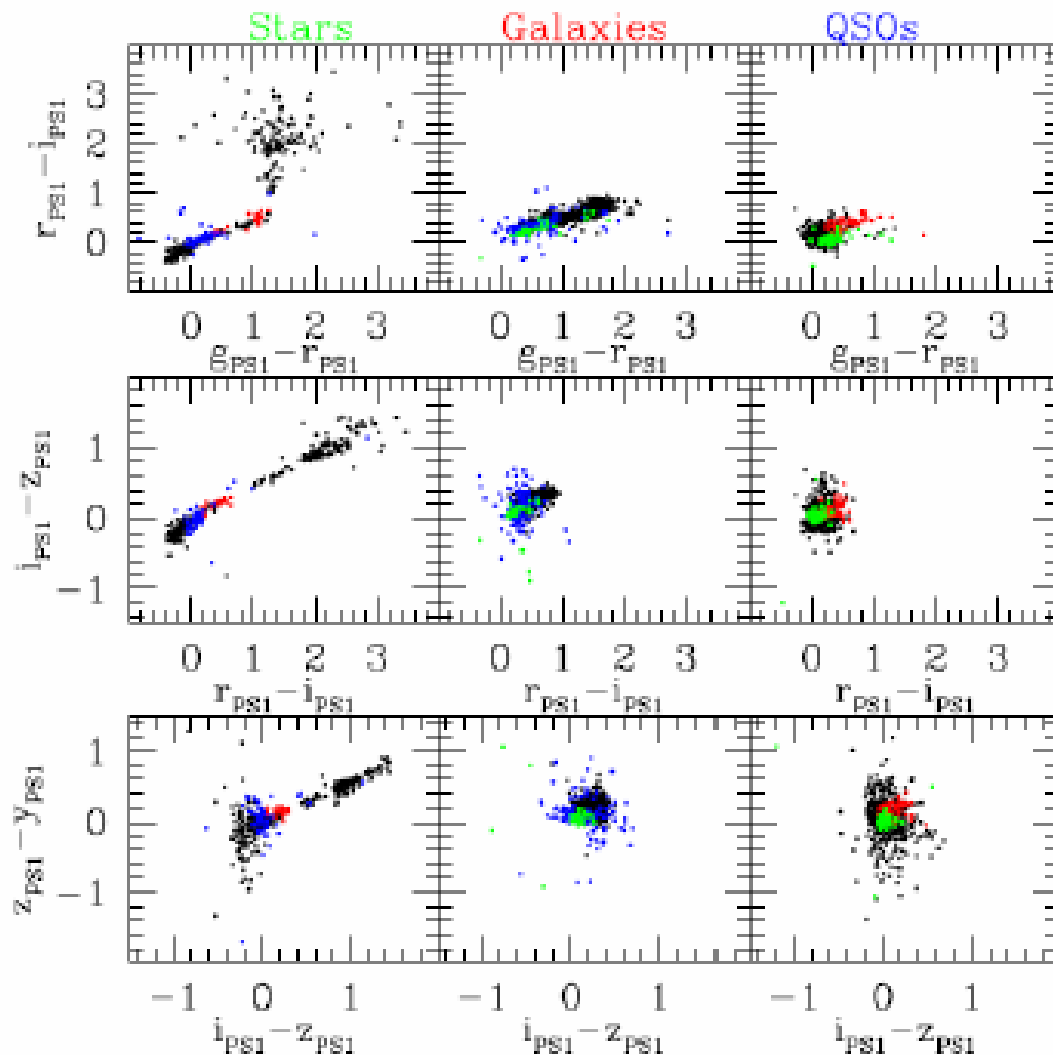 Stars Galaxies QSOs
r_PS1 − i_PS1
3
2
1
0
0 1 2 3 0 1 2 3 0 1 2 3
g_PS1 − r_PS1 g_PS1 − r_PS1 g_PS1 − r_PS1
i_PS1 − z_PS1
1
0
−1
0 1 2 3 0 1 2 3 0 1 2 3
r_PS1 − i_PS1 r_PS1 − i_PS1 r_PS1 − i_PS1
z_PS1 − y_PS1
1
0
−1
−1 0 1 −1 0 1 −1 0 1
i_PS1 − z_PS1 i_PS1 − z_PS1 i_PS1 − z_PS1